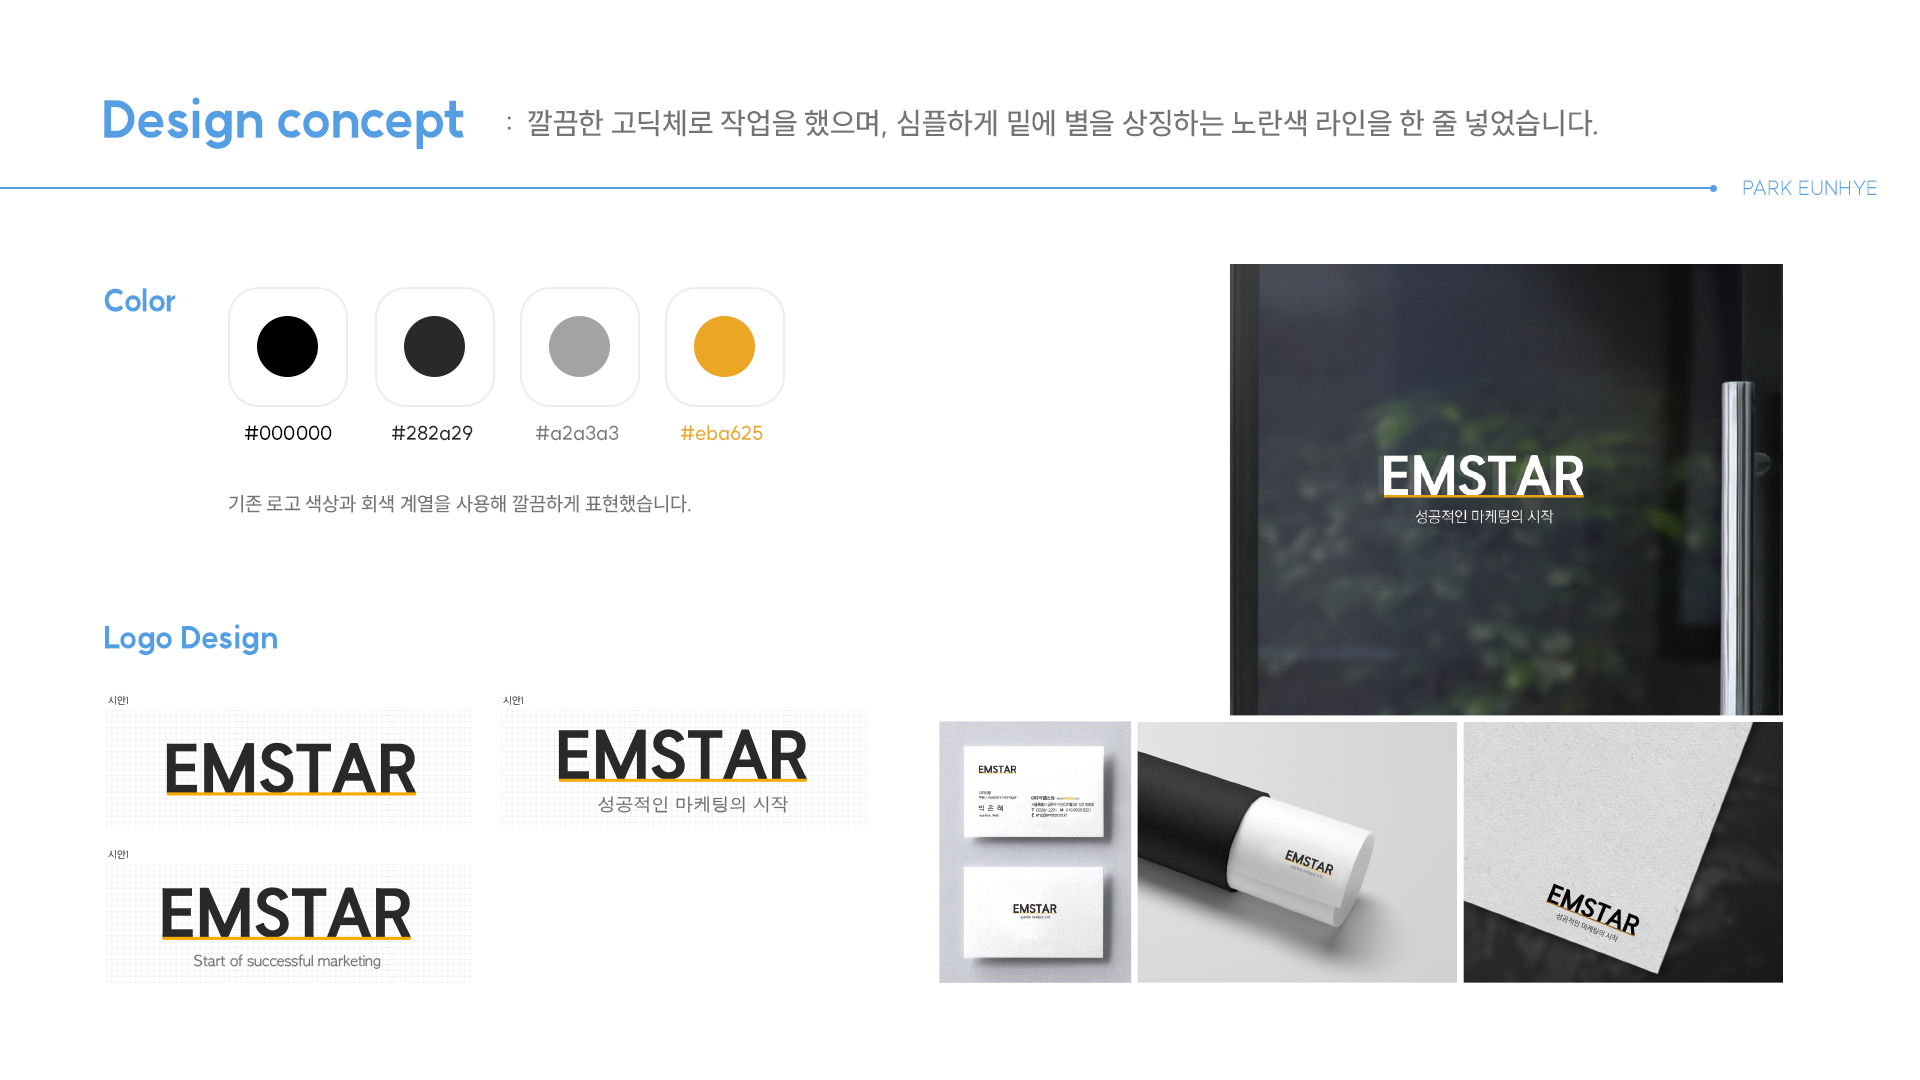 Design concept : 깔끔한 고딕체로 작업을 했으며, 심플하게 밑에 별을 상징하는 노란색 라인을 한 줄 넣었습니다.
PARK EUNHYE
Color
#000000 #282a29 #a2a3a3 #eba625
기존 로고 색상과 회색 계열을 사용해 깔끔하게 표현했습니다.
EMSTAR
성공적인 마케팅의 시작
Logo Design
시안1
EMSTAR
시안1
EMSTAR
성공적인 마케팅의 시작
시안1
EMSTAR
Start of successful marketing
EMSTAR
박 은 혜
EMSTAR
EMSTAR
EMSTAR
성공적인 마케팅의 시작